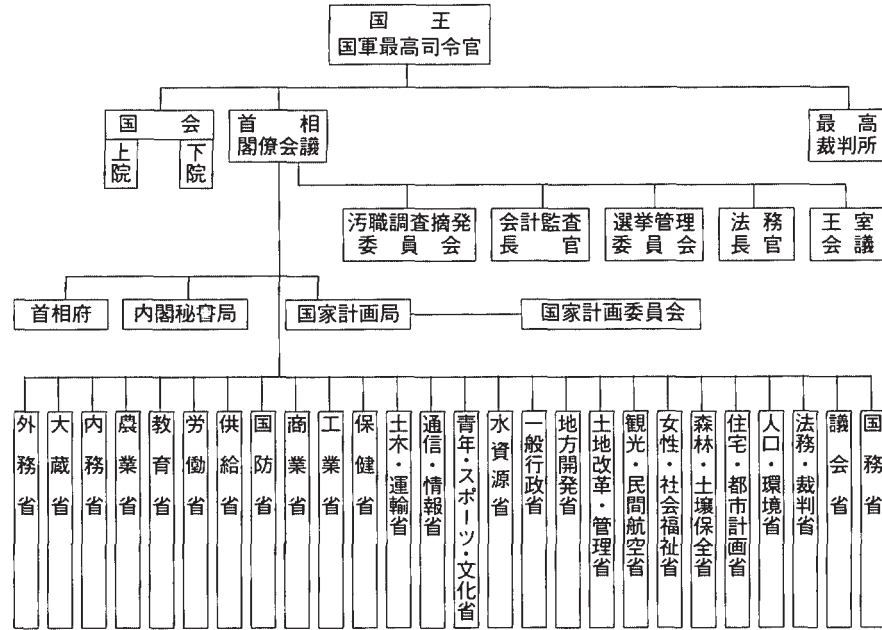 国王
国軍最高司令官
国会
上院
下院
首相
閣僚会議
最高
裁判所
汚職調査摘発
委員会
会計監査
長官
選挙管理
委員会
法務
長官
王室
会議
首相府
内閣秘書局
国家計画局
国家計画委員会
外務省
大蔵省
内務省
農業省
教育省
労働省
供給省
国防省
商業省
工業省
保健省
土木・運輸省
通信・情報省
青年・スポーツ・文化省
水資源省
一般行政省
地方開発省
土地改革・管理省
観光・民間航空省
女性・社会福祉省
森林・土壌保全省
住宅・都市計画省
人口・環境省
法務・裁判省
議会省
国務省